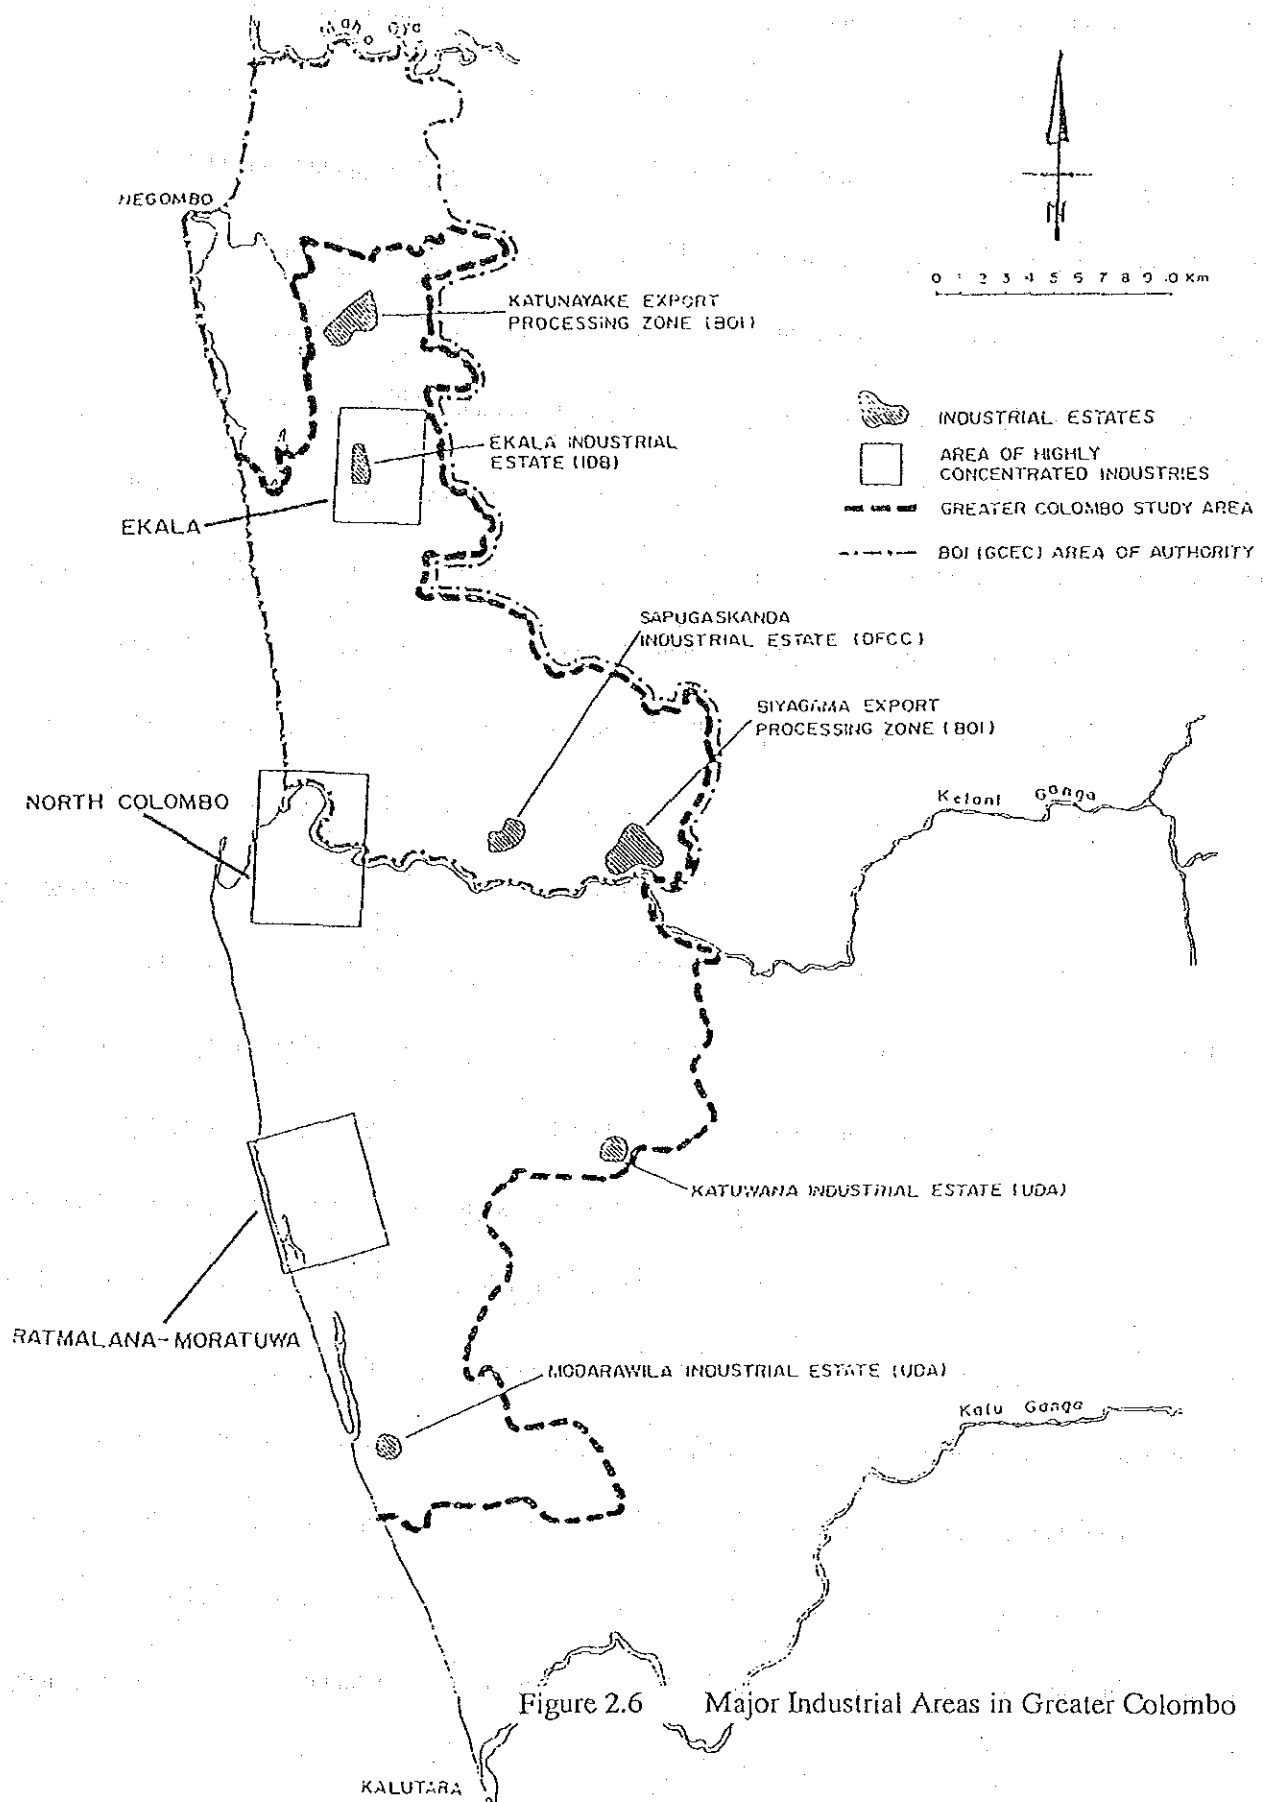 Maha Oya
NEGOMBO
N
0 1 2 3 4 5 6 7 8 9 10 Km
KATUNAYAKE EXPORT
PROCESSING ZONE (BOI)
INDUSTRIAL ESTATES
AREA OF HIGHLY
CONCENTRATED INDUSTRIES
GREATER COLOMBO STUDY AREA
BOI (GCEC) AREA OF AUTHORITY
EKALA INDUSTRIAL
ESTATE (IDB)
EKALA
SAPUGASKANDA
INDUSTRIAL ESTATE (DFCC)
BIYAGAMA EXPORT
PROCESSING ZONE (BOI)
NORTH COLOMBO
Kelani Ganga
KATUWANA INDUSTRIAL ESTATE (UDA)
RATMALANA-MORATUWA
MODARAWILA INDUSTRIAL ESTATE (UDA)
Kalu Ganga
Figure 2.6 Major Industrial Areas in Greater Colombo
KALUTARA